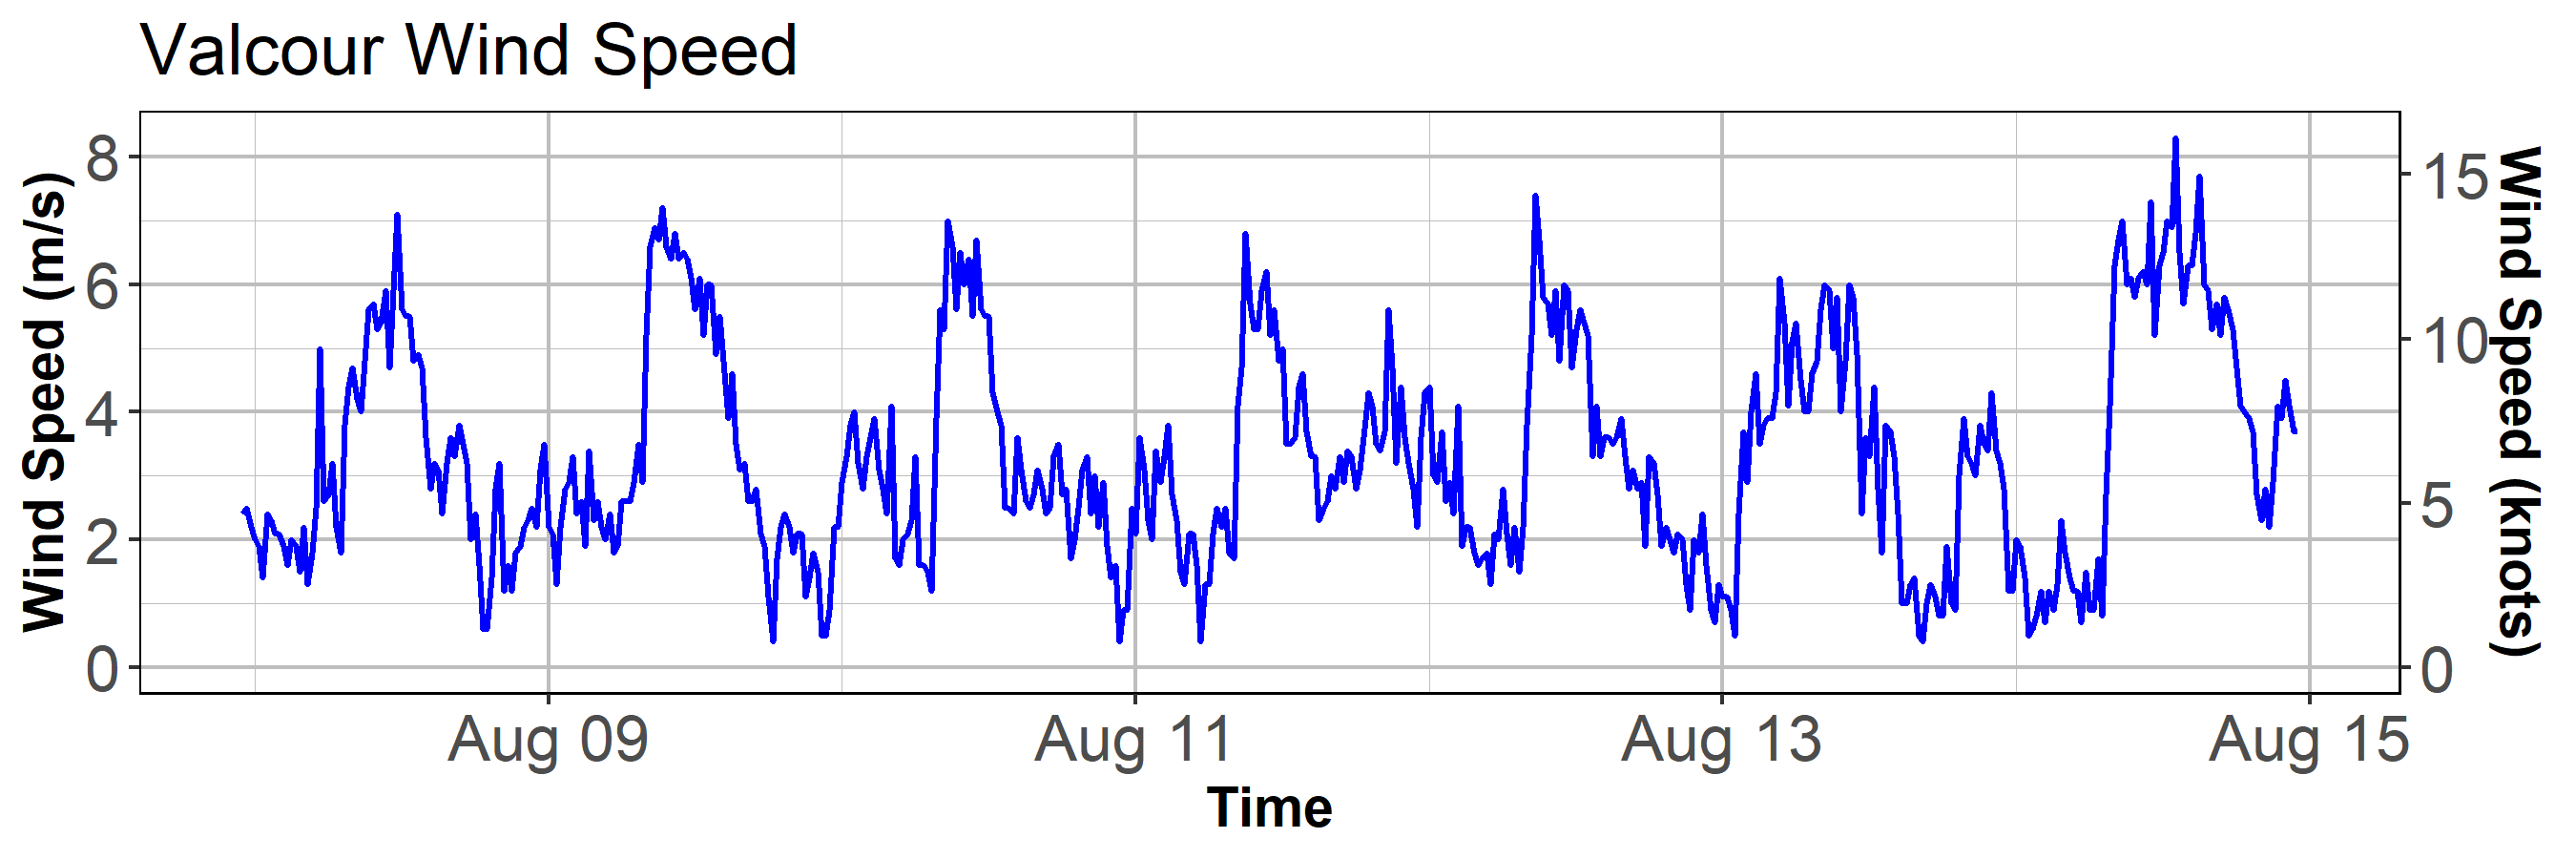 Valcour Wind Speed
Wind Speed (m/s)
8
6
4
2
0
15
10
5
0
Wind Speed (knots)
Aug 09
Aug 11
Aug 13
Aug 15
Time